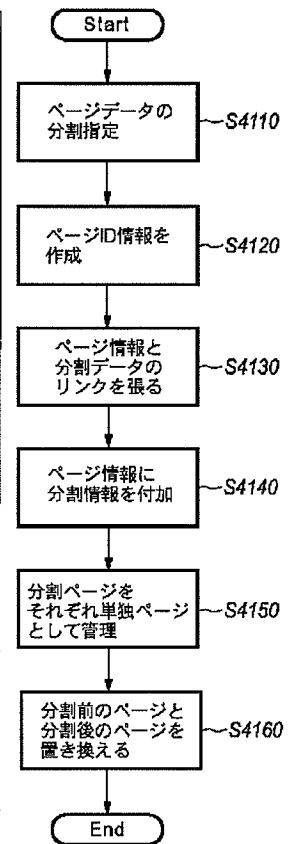 Start
ページデータの
分割指定
S4110
ページID情報を
作成
S4120
ページ情報と
分割データの
リンクを張る
S4130
ページ情報に
分割情報を付加
S4140
分割ページを
それぞれ単独ページ
として管理
S4150
分割前のページと
分割後のページを
置き換える
S4160
End